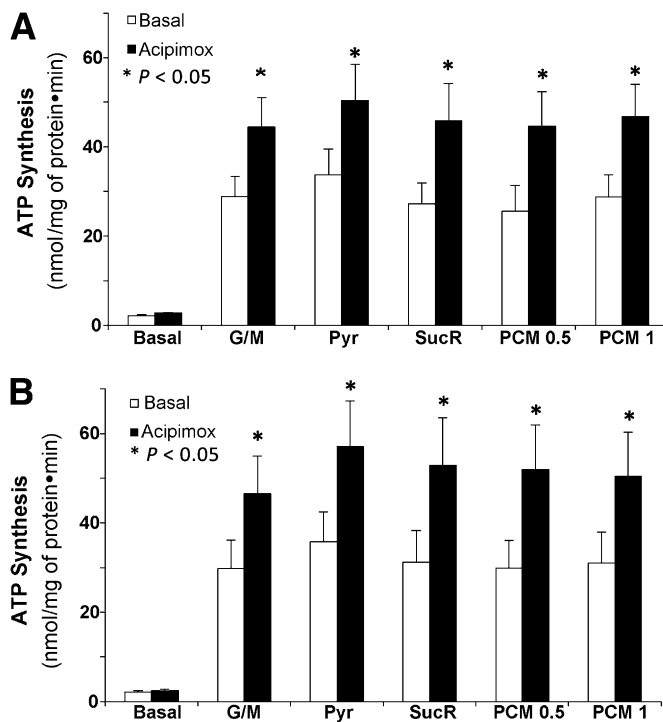 A
Basal
Acipimox
* P < 0.05
ATP Synthesis
(nmol/mg of protein•min)
60
40
20
0
* * * * *
Basal G/M Pyr SucR PCM 0.5 PCM 1
B
Basal
Acipimox
* P < 0.05
ATP Synthesis
(nmol/mg of protein•min)
60
40
20
0
* * * * *
Basal G/M Pyr SucR PCM 0.5 PCM 1